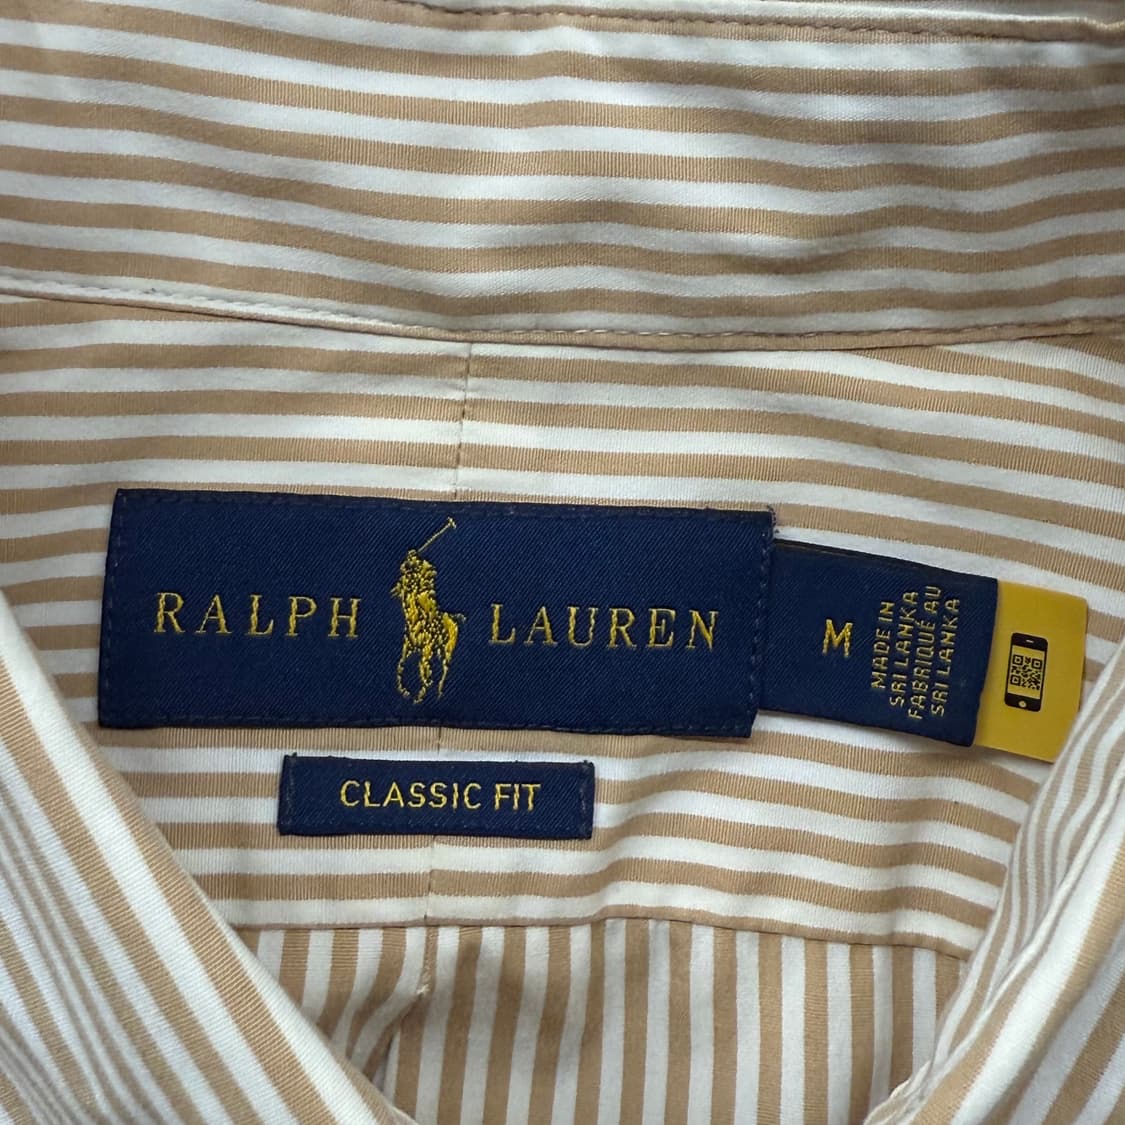 RALPH LAUREN
M
MADE IN
SRI LANKA
FABRIQUÉ AU
SRI LANKA
CLASSIC FIT